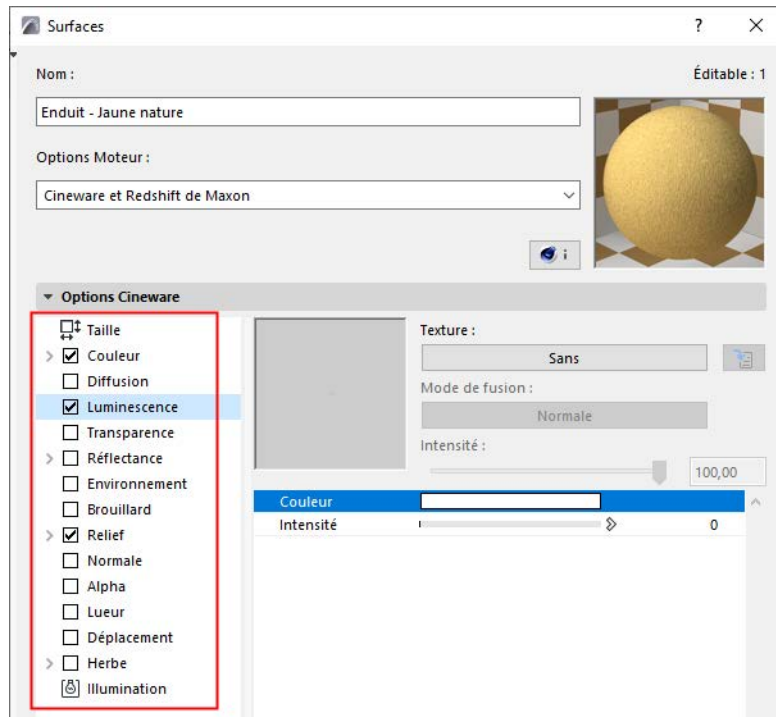 Surfaces
?
Nom :
Éditable : 1
Enduit - Jaune nature
Options Moteur :
Cineware et Redshift de Maxon
i
Options Cineware
Taille
Couleur
Diffusion
Luminescence
Transparence
Réflectance
Environnement
Brouillard
Relief
Normale
Alpha
Lueur
Déplacement
Herbe
Illumination
Texture :
Sans
Mode de fusion :
Normale
Intensité :
100,00
Couleur
Intensité 0